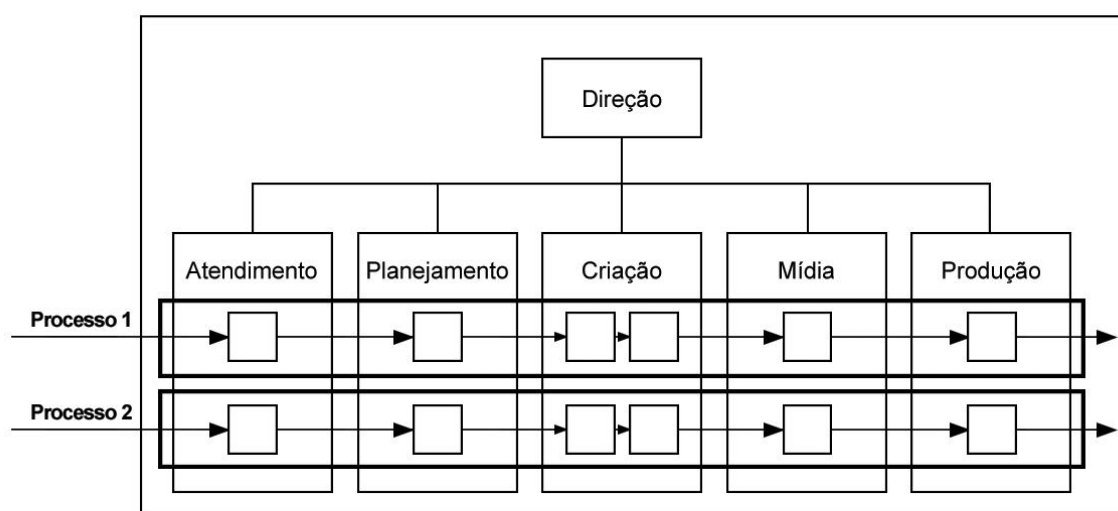 Direção
Atendimento
Planejamento
Criação
Mídia
Produção
Processo 1
Processo 2